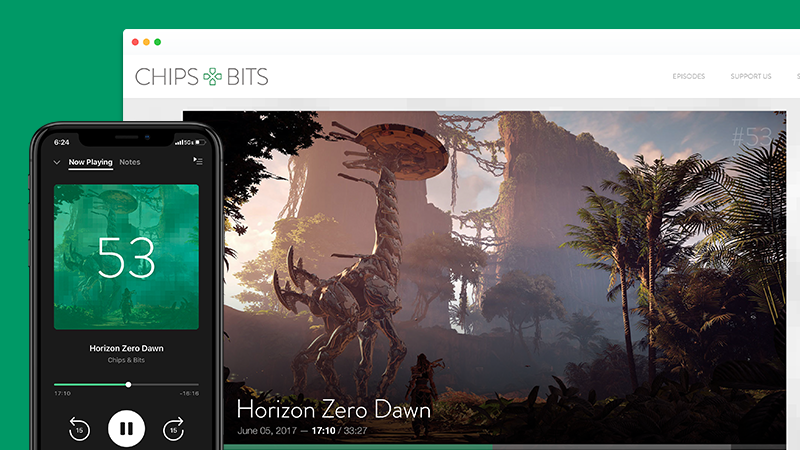 CHIPS BITS
EPISODES
SUPPORT US
S
#53
Horizon Zero Dawn
June 05, 2017 — 17:10 / 33:27
6:24
5G
Now Playing
Notes
53
Horizon Zero Dawn
Chips & Bits
17:10
-16:16
15
15